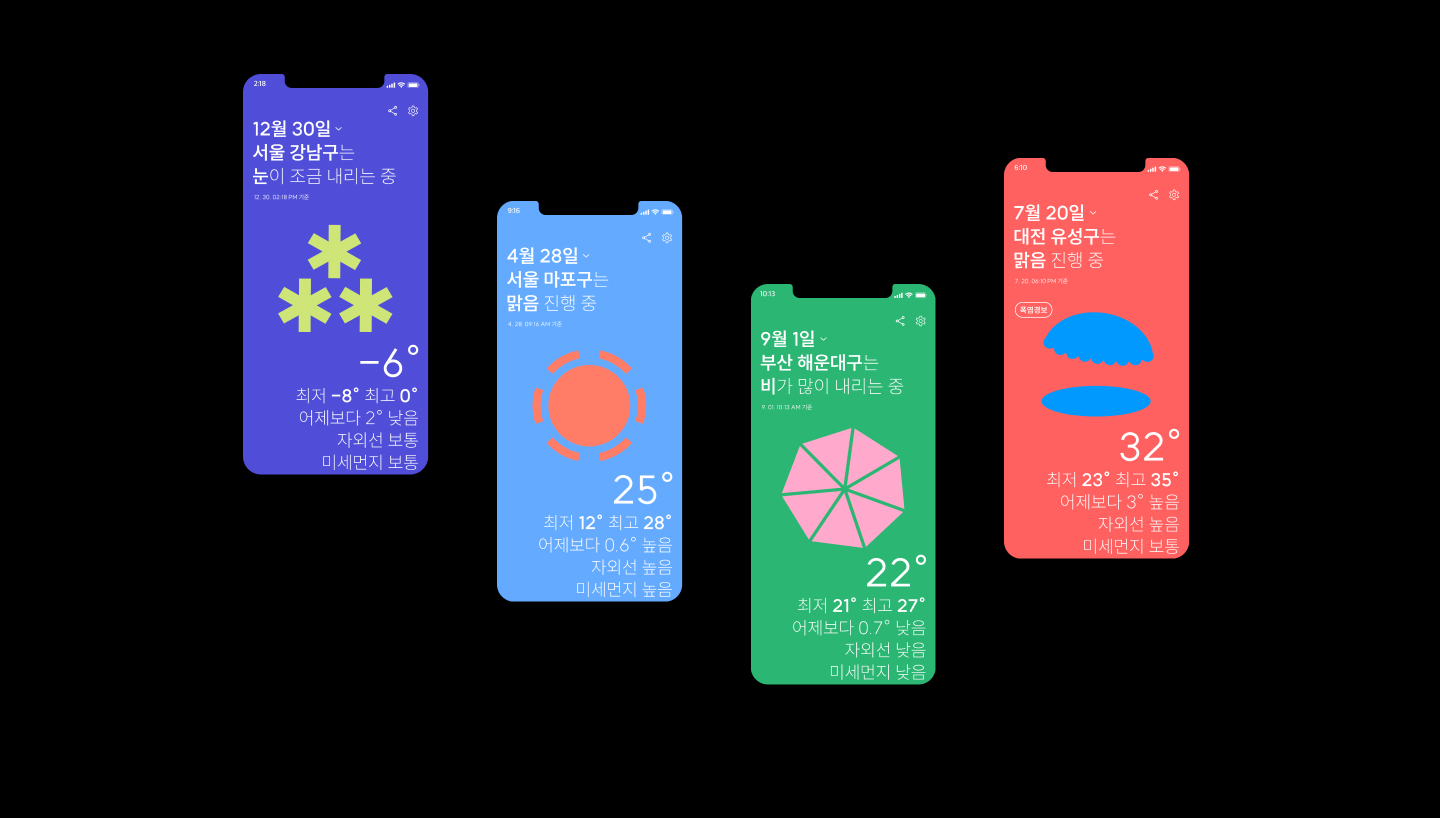 2:18
12월 30일
서울 강남구는
눈이 조금 내리는 중
12. 30. 02:18 PM 기준
-6°
최저 -8° 최고 0°
어제보다 2° 낮음
자외선 보통
미세먼지 보통
9:16
4월 28일
서울 마포구는
맑음 진행 중
4. 28. 09:16 AM 기준
25°
최저 12° 최고 28°
어제보다 0.6° 높음
자외선 높음
미세먼지 높음
10:13
9월 1일
부산 해운대구는
비가 많이 내리는 중
9. 01. 10:13 AM 기준
22°
최저 21° 최고 27°
어제보다 0.7° 낮음
자외선 낮음
미세먼지 낮음
6:10
7월 20일
대전 유성구는
맑음 진행 중
7. 20. 06:10 PM 기준
폭염경보
32°
최저 23° 최고 35°
어제보다 3° 높음
자외선 높음
미세먼지 보통